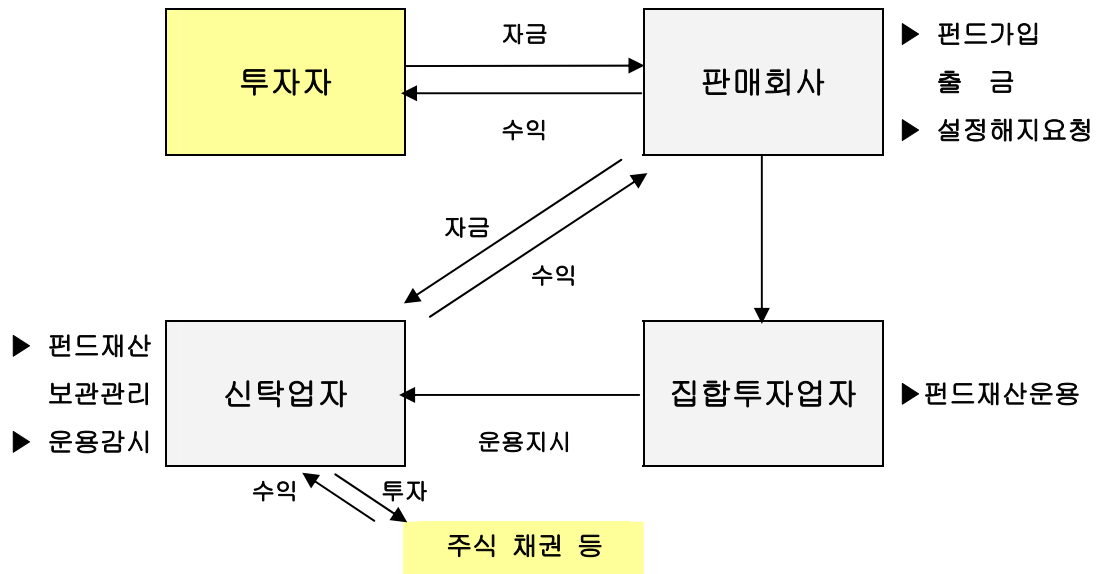 자금
▶ 펀드가입
투자자
판매회사
출 금
수익
▶ 설정해지요청
자금
수익
▶ 펀드재산
보관관리
신탁업자
집합투자업자
▶펀드재산운용
▶ 운용감시
운용지시
수익
투자
주식 채권 등